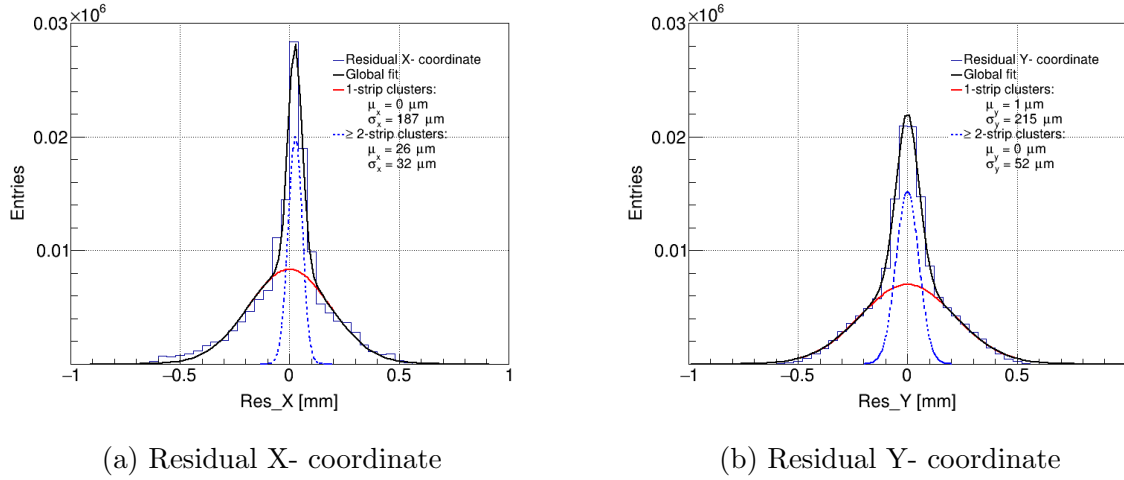 ×10⁶
0.03
0.02
0.01
Entries
Residual X- coordinate
Global fit
1-strip clusters:
μx = 0 μm
σx = 187 μm
≥ 2-strip clusters:
μx = 26 μm
σx = 32 μm
−1 −0.5 0 0.5 1
Res_X [mm]
(a) Residual X- coordinate
×10⁶
0.03
0.02
0.01
Entries
Residual Y- coordinate
Global fit
1-strip clusters:
μy = 1 μm
σy = 215 μm
≥ 2-strip clusters:
μy = 0 μm
σy = 52 μm
−1 −0.5 0 0.5
Res_Y [mm]
(b) Residual Y- coordinate